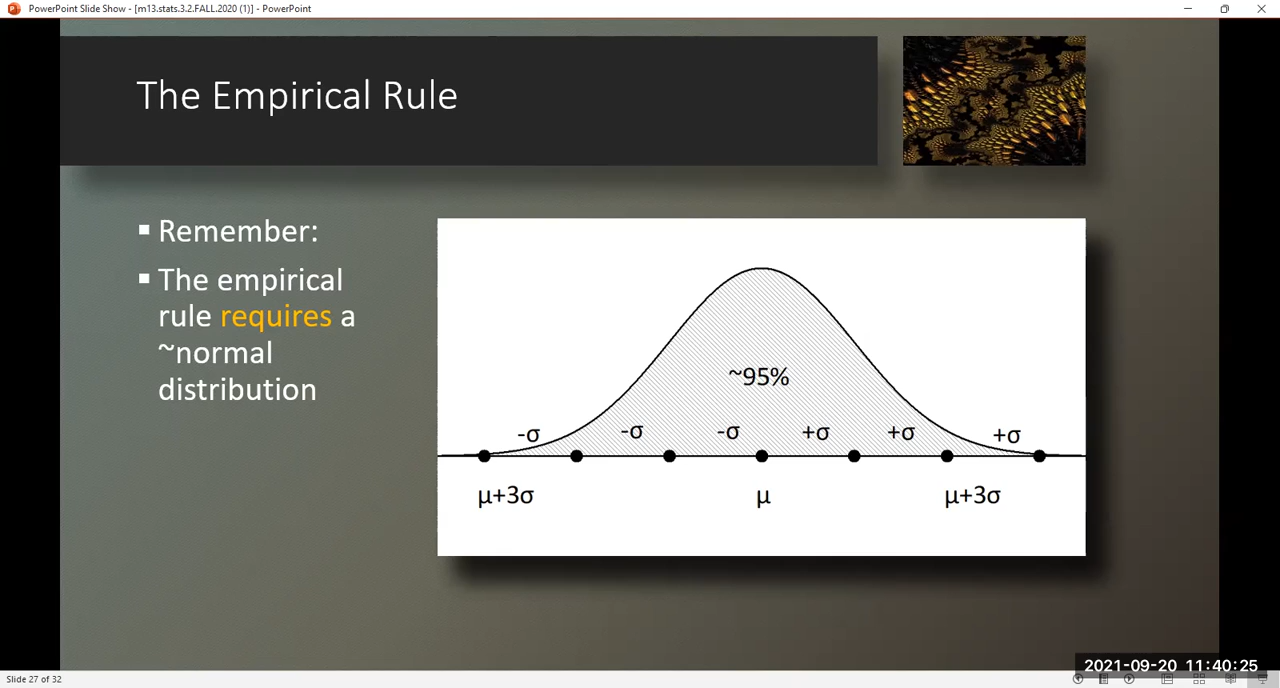 PowerPoint Slide Show - [m13.stats.3.2.FALL.2020 (1)] - PowerPoint
The Empirical Rule
▪ Remember:
▪ The empirical
rule requires a
~normal
distribution
~95%
-σ -σ -σ +σ +σ +σ
μ+3σ μ μ+3σ
2021-09-20 11:40:25
Slide 27 of 32